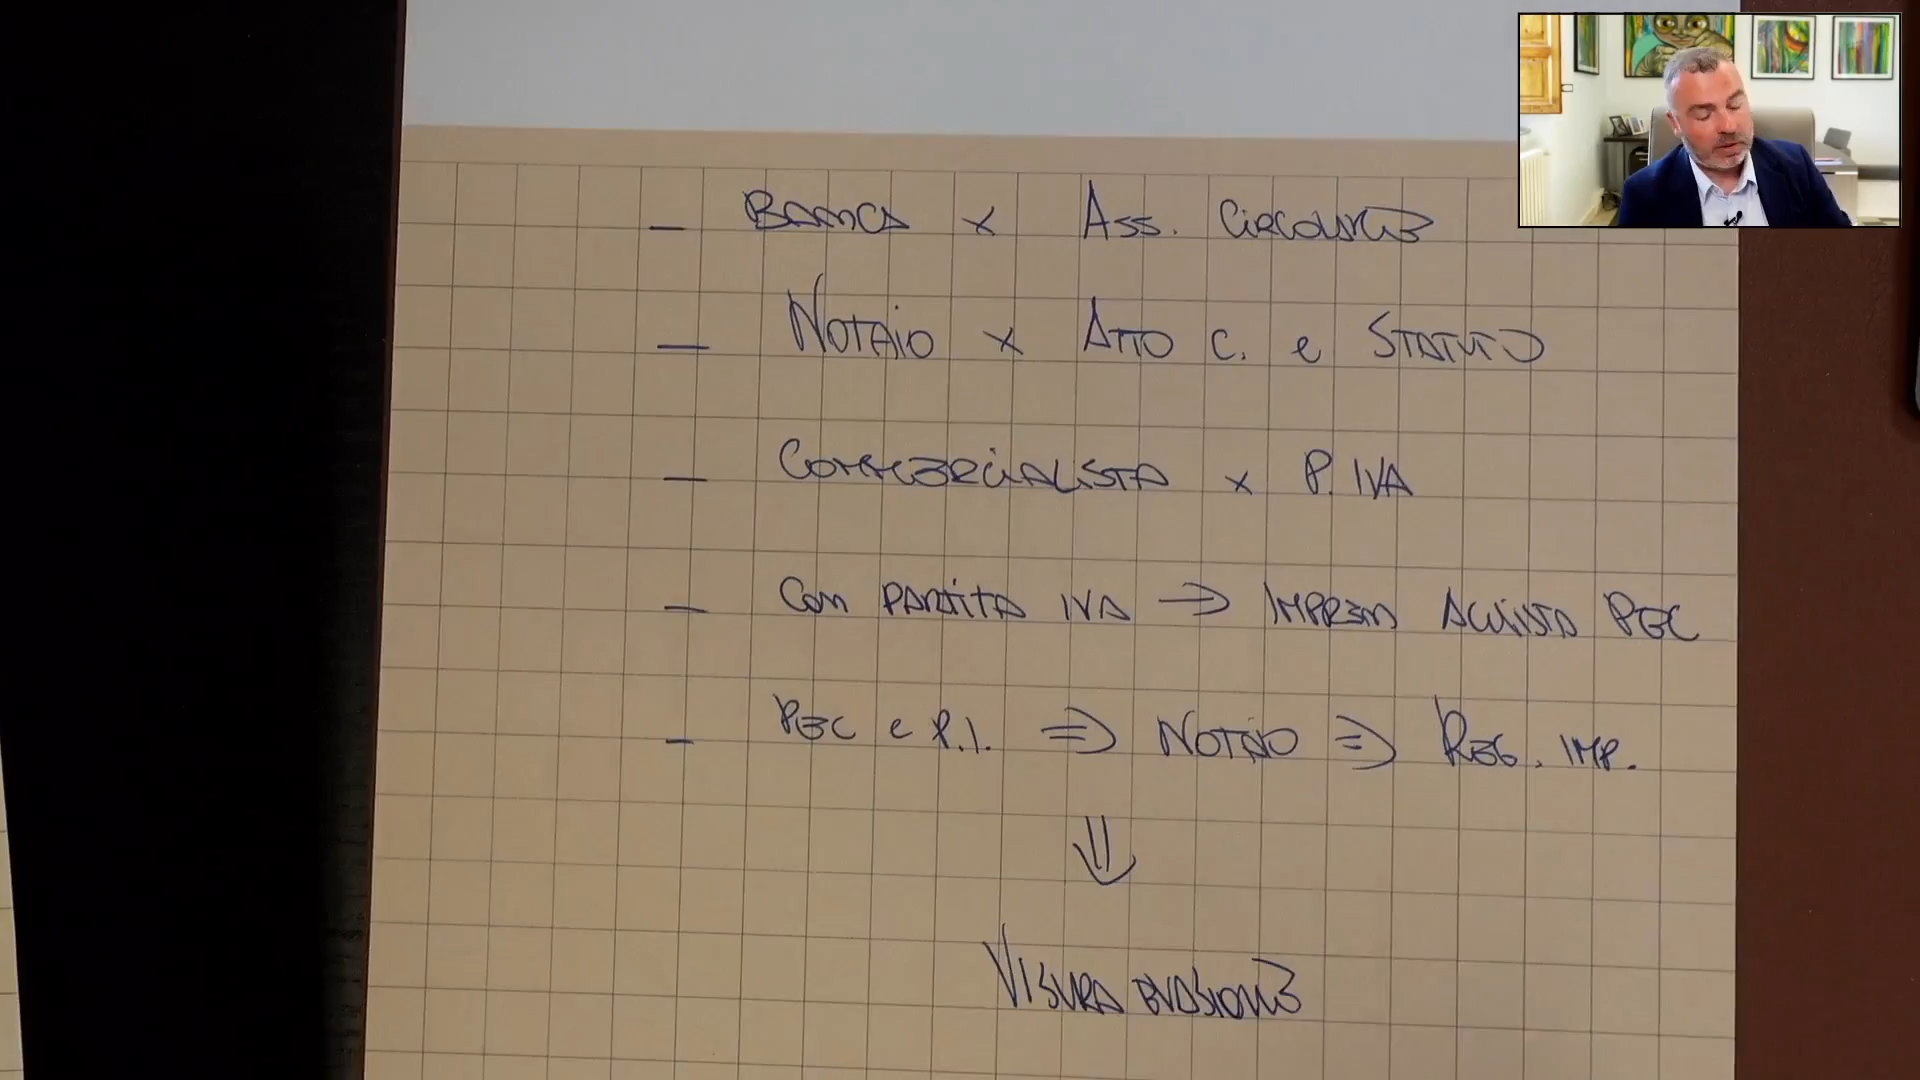 - BANCA x ASS. CIRCOLARE
- NOTAIO x ATTO C. e STATUTO
- COMMERCIALISTA x P. IVA
- CON PARTITA IVA ⇒ IMPRESA ACQUISTA PEC
- PEC e P.I. ⇒ NOTAIO ⇒ REG. IMP.
⇓
VISURA EVASIONE